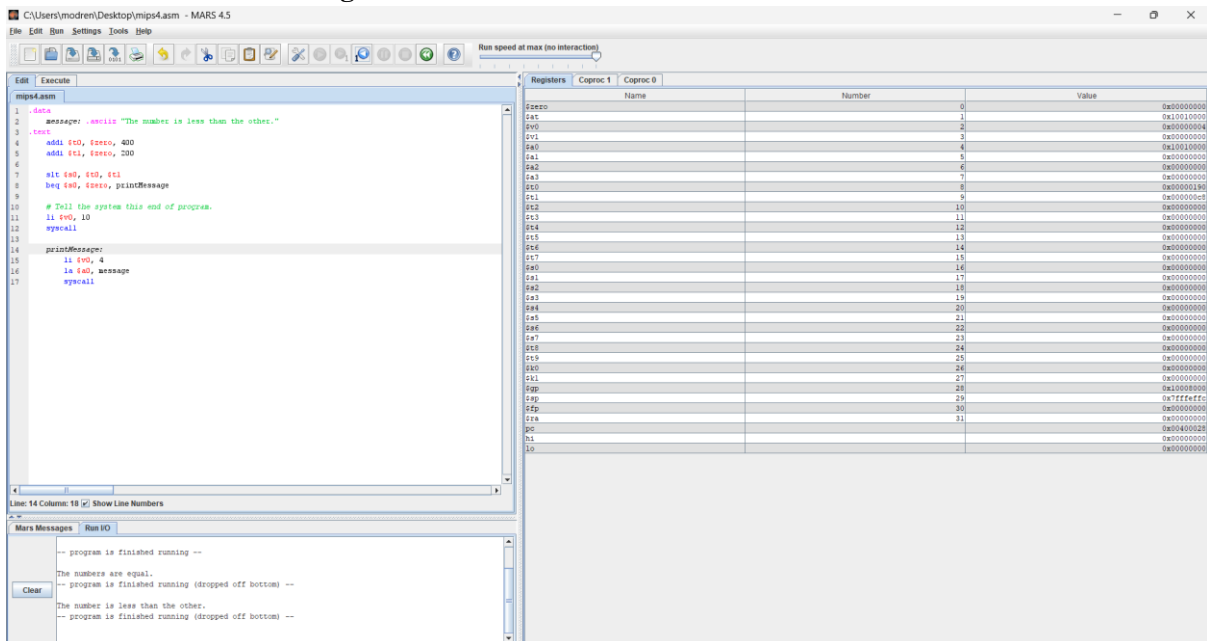 C:\Users\modren\Desktop\mips4.asm - MARS 4.5
File Edit Run Settings Tools Help
Run speed at max (no interaction)
Edit Execute
mips4.asm
1 .data
2 message: .asciiz "The number is less than the other."
3 .text
4 addi $t0, $zero, 400
5 addi $t1, $zero, 200
6
7 slt $s0, $t0, $t1
8 beq $s0, $zero, printMessage
9
10 # Tell the system this end of program.
11 li $v0, 10
12 syscall
13
14 printMessage:
15 li $v0, 4
16 la $a0, message
17 syscall
Line: 14 Column: 18 Show Line Numbers
Mars Messages Run I/O
-- program is finished running --
The numbers are equal.
-- program is finished running (dropped off bottom) --
Clear
The number is less than the other.
-- program is finished running (dropped off bottom) --
Registers Coproc 1 Coproc 0
Name Number Value
$zero 0 0x00000000
$at 1 0x10010000
$v0 2 0x00000004
$v1 3 0x00000000
$a0 4 0x10010000
$a1 5 0x00000000
$a2 6 0x00000000
$a3 7 0x00000000
$t0 8 0x00000190
$t1 9 0x000000c8
$t2 10 0x00000000
$t3 11 0x00000000
$t4 12 0x00000000
$t5 13 0x00000000
$t6 14 0x00000000
$t7 15 0x00000000
$s0 16 0x00000000
$s1 17 0x00000000
$s2 18 0x00000000
$s3 19 0x00000000
$s4 20 0x00000000
$s5 21 0x00000000
$s6 22 0x00000000
$s7 23 0x00000000
$t8 24 0x00000000
$t9 25 0x00000000
$k0 26 0x00000000
$k1 27 0x00000000
$gp 28 0x10008000
$sp 29 0x7fffeffc
$fp 30 0x00000000
$ra 31 0x00000000
pc 0x00400028
hi 0x00000000
lo 0x00000000